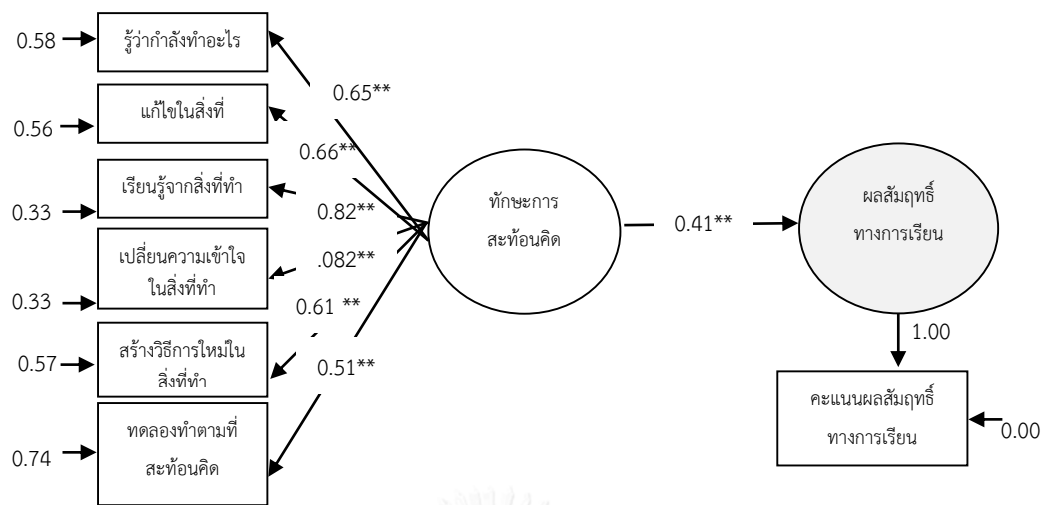 0.58
รู้ว่ากำลังทำอะไร
0.65**
0.56
แก้ไขในสิ่งที่
0.66**
0.33
เรียนรู้จากสิ่งที่ทำ
0.82**
0.33
เปลี่ยนความเข้าใจ
ในสิ่งที่ทำ
.082**
0.57
สร้างวิธีการใหม่ใน
สิ่งที่ทำ
0.61 **
0.74
ทดลองทำตามที่
สะท้อนคิด
0.51**
ทักษะการ
สะท้อนคิด
0.41**
ผลสัมฤทธิ์
ทางการเรียน
1.00
คะแนนผลสัมฤทธิ์
ทางการเรียน
0.00